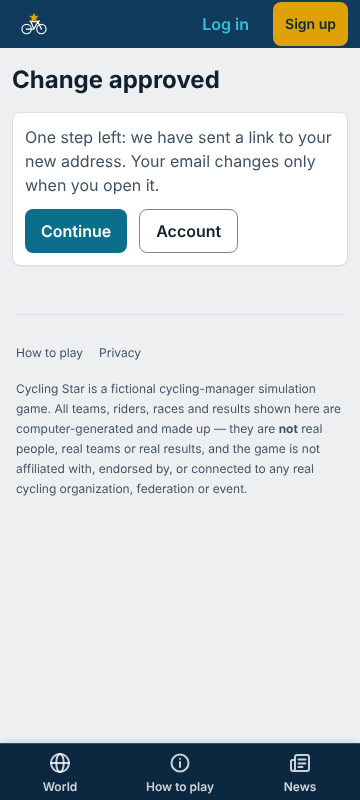 Log in
Sign up
Change approved
One step left: we have sent a link to your
new address. Your email changes only
when you open it.
Continue
Account
How to play
Privacy
Cycling Star is a fictional cycling-manager simulation
game. All teams, riders, races and results shown here are
computer-generated and made up — they are not real
people, real teams or real results, and the game is not
affiliated with, endorsed by, or connected to any real
cycling organization, federation or event.
World
How to play
News